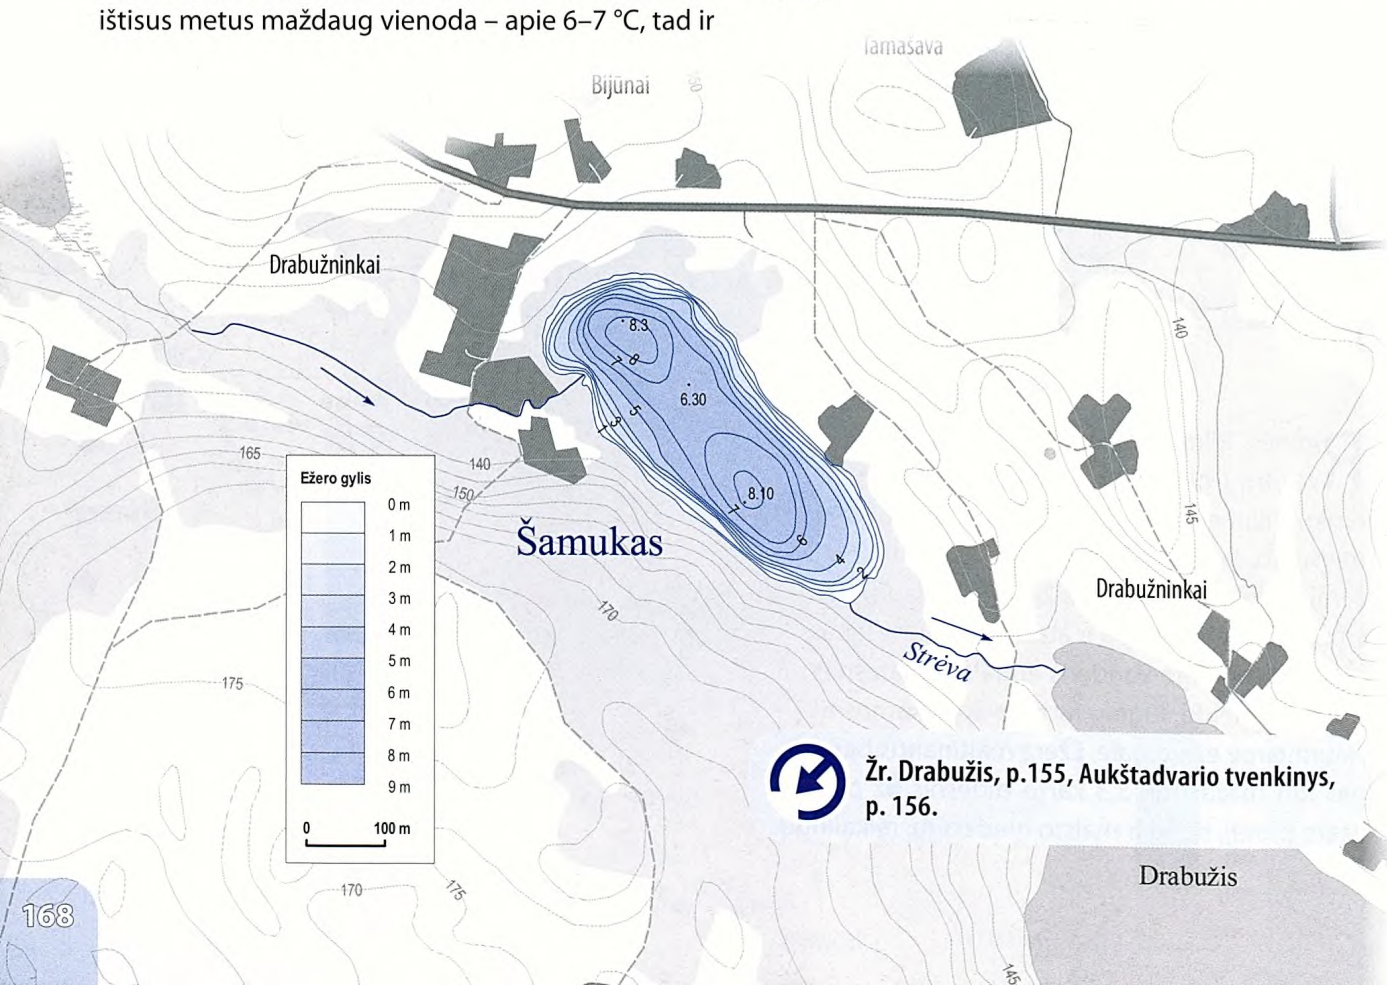 ištisus metus maždaug vienoda – apie 6–7 °C, tad ir
Tamašava
Bijūnai
150
Drabužninkai
8.3
7
8
6.30
5
3
1
140
165
140
150
Ežero gylis
0 m
1 m
2 m
3 m
4 m
5 m
6 m
7 m
8 m
9 m
0 100 m
8.10
7
6
4
2
145
Šamukas
170
Drabužninkai
Strėva
175
Žr. Drabužis, p.155, Aukštadvario tvenkinys,
p. 156.
Drabužis
168
170
175
145